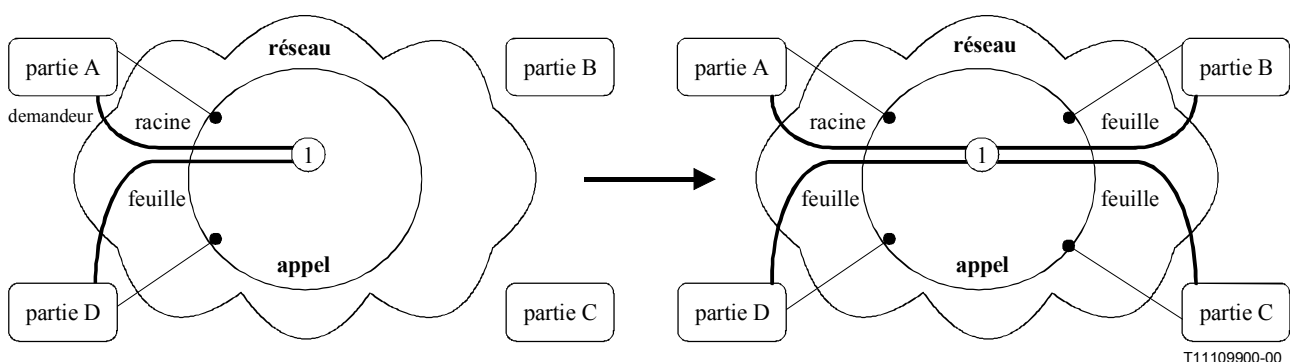 réseau
partie A
partie B
demandeur
racine
1
feuille
appel
partie D
partie C
réseau
partie A
partie B
racine
feuille
1
feuille
feuille
appel
partie D
partie C
T11109900-00